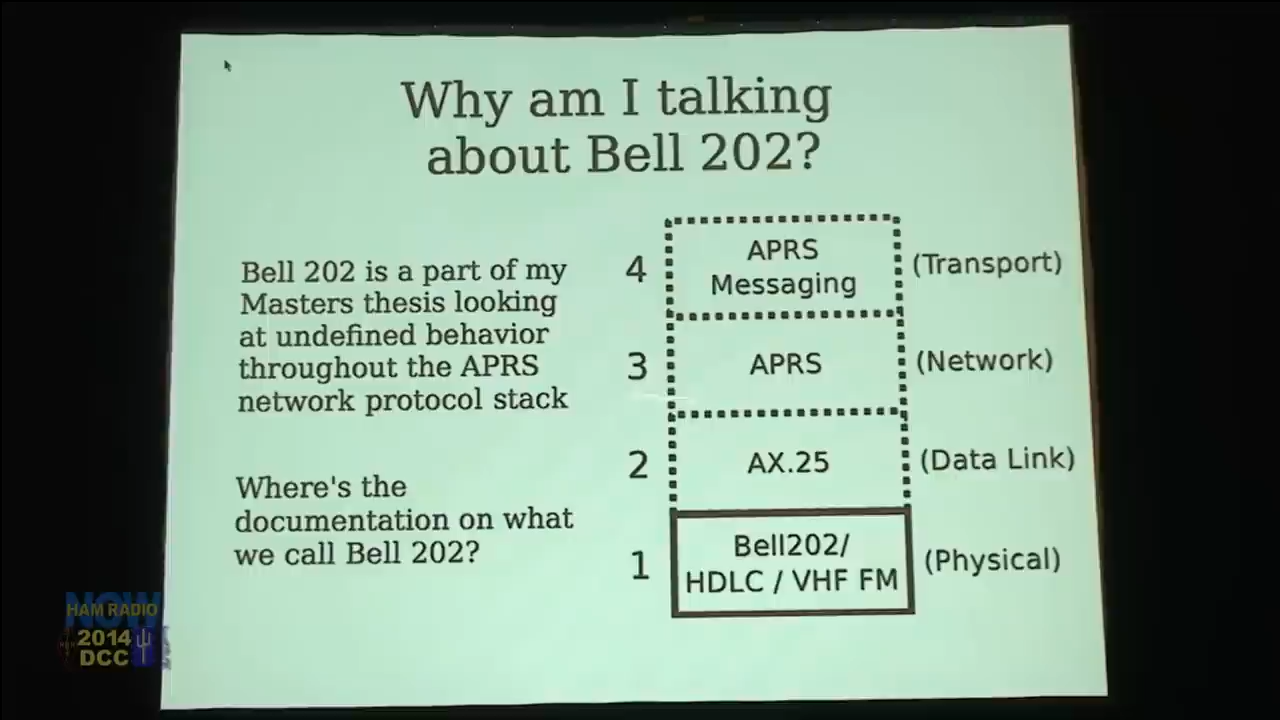 Why am I talking
about Bell 202?
Bell 202 is a part of my
Masters thesis looking
at undefined behavior
throughout the APRS
network protocol stack
Where's the
documentation on what
we call Bell 202?
4
APRS
Messaging
(Transport)
3
APRS
(Network)
2
AX.25
(Data Link)
1
Bell202/
HDLC / VHF FM
(Physical)
NOW
HAM RADIO
2014
DCC